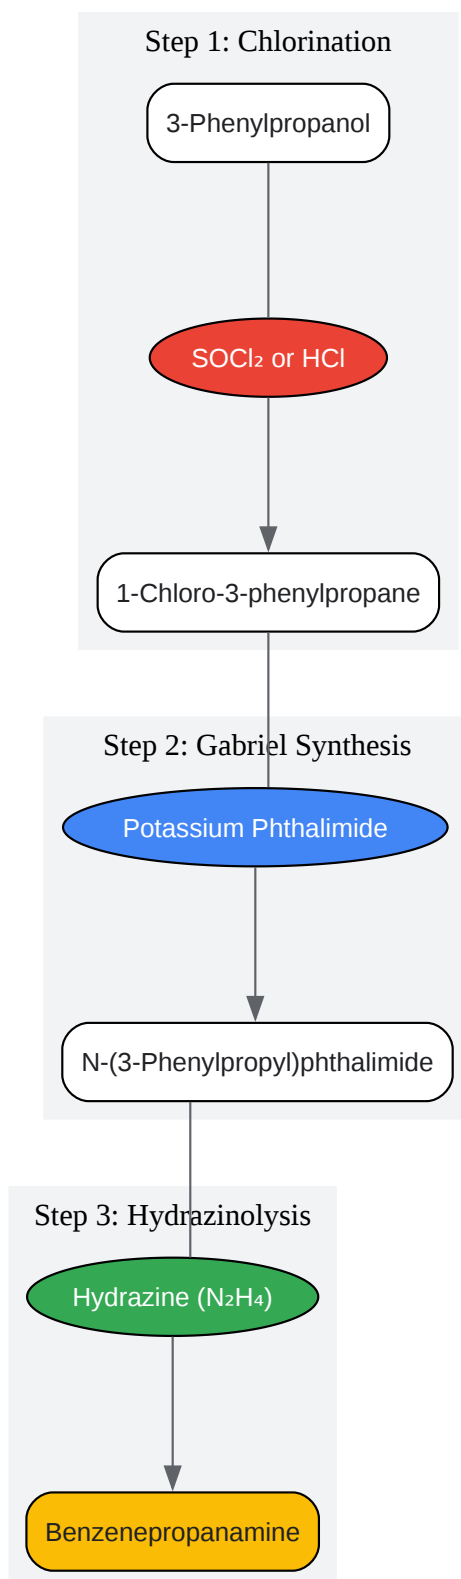 Step 1: Chlorination
3-Phenylpropanol
SOCl₂ or HCl
1-Chloro-3-phenylpropane
Step 2: Gabriel Synthesis
Potassium Phthalimide
N-(3-Phenylpropyl)phthalimide
Step 3: Hydrazinolysis
Hydrazine (N₂H₄)
Benzenepropanamine